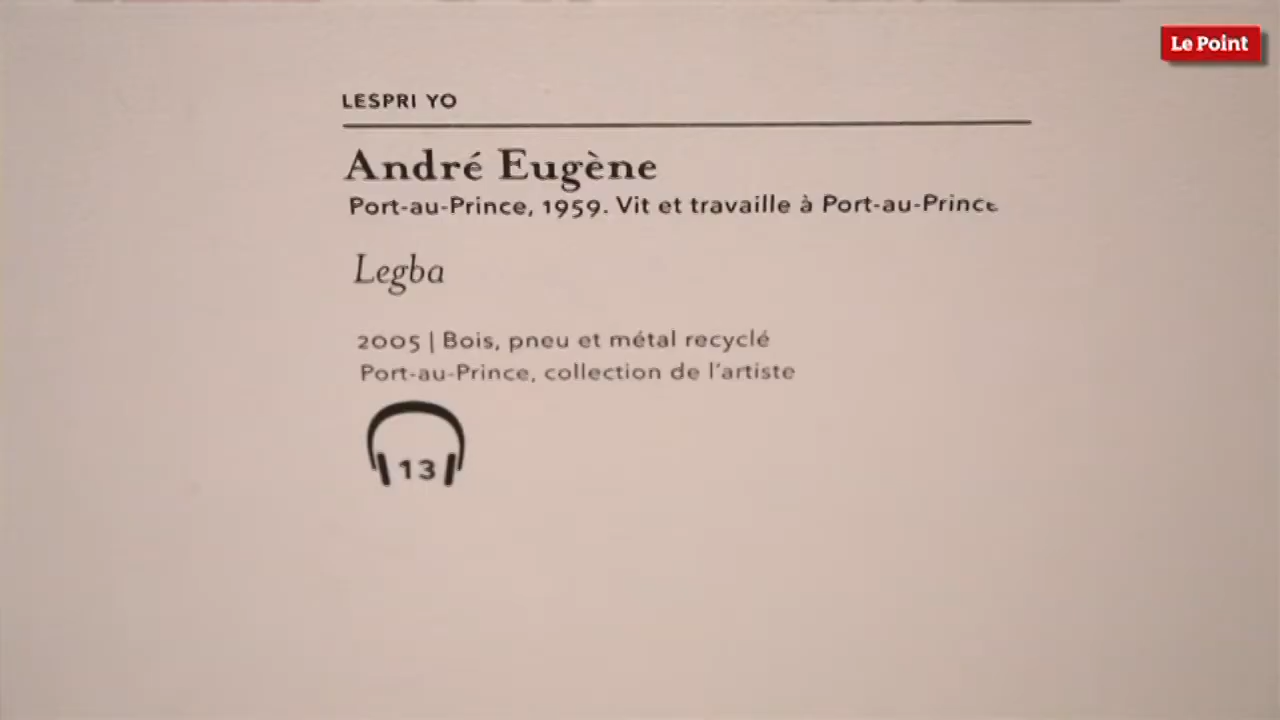 Le Point
LESPRI YO
André Eugène
Port-au-Prince, 1959. Vit et travaille à Port-au-Prince
Legba
2005 | Bois, pneu et métal recyclé
Port-au-Prince, collection de l'artiste
13